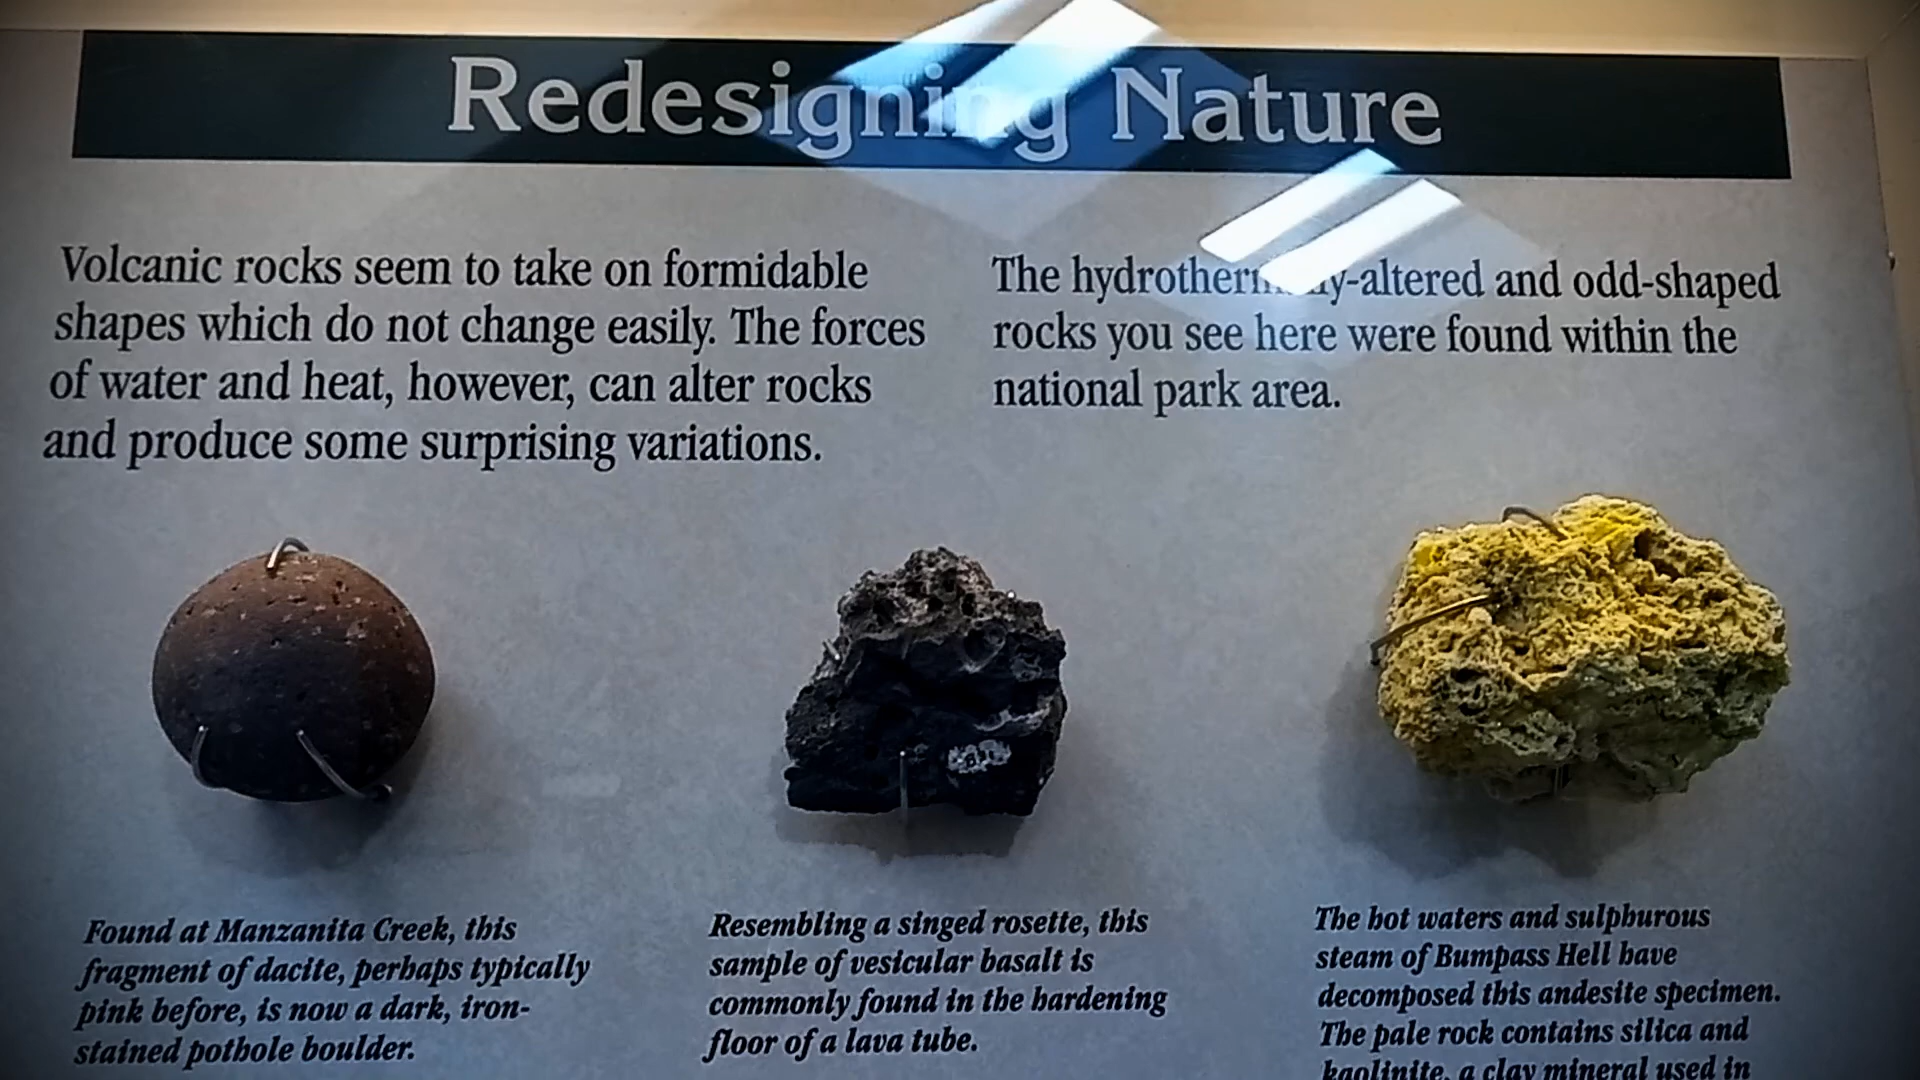 Redesigning Nature
Volcanic rocks seem to take on formidable
shapes which do not change easily. The forces
of water and heat, however, can alter rocks
and produce some surprising variations.
The hydrothermally-altered and odd-shaped
rocks you see here were found within the
national park area.
Found at Manzanita Creek, this
fragment of dacite, perhaps typically
pink before, is now a dark, iron-
stained pothole boulder.
Resembling a singed rosette, this
sample of vesicular basalt is
commonly found in the hardening
floor of a lava tube.
The hot waters and sulphurous
steam of Bumpass Hell have
decomposed this andesite specimen.
The pale rock contains silica and
kaolinite, a clay mineral used in